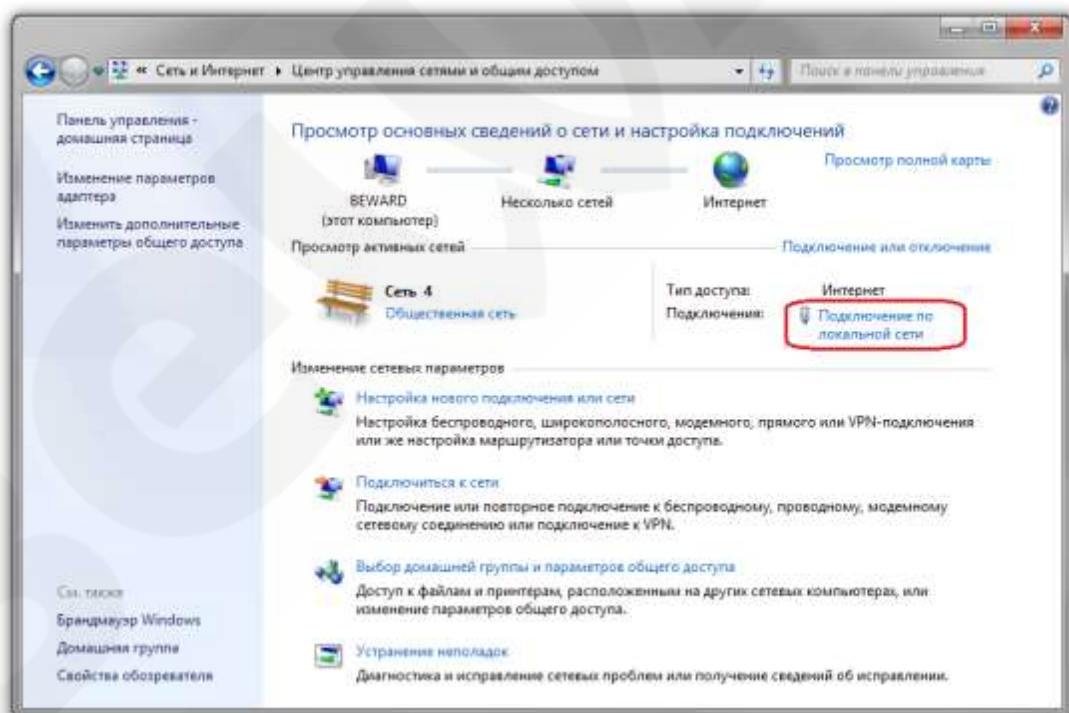 « Сеть и Интернет ▸ Центр управления сетями и общим доступом
Поиск в панели управления
Панель управления -
домашняя страница
Изменение параметров
адаптера
Изменить дополнительные
параметры общего доступа
Просмотр основных сведений о сети и настройка подключений
Просмотр полной карты
BEWARD
(этот компьютер)
Несколько сетей
Интернет
Просмотр активных сетей
Подключение или отключение
Сеть 4
Общественная сеть
Тип доступа: Интернет
Подключения: Подключение по
локальной сети
Изменение сетевых параметров
Настройка нового подключения или сети
Настройка беспроводного, широкополосного, модемного, прямого или VPN-подключения
или же настройка маршрутизатора или точки доступа.
Подключиться к сети
Подключение или повторное подключение к беспроводному, проводному, модемному
сетевому соединению или подключение к VPN.
Выбор домашней группы и параметров общего доступа
Доступ к файлам и принтерам, расположенным на других сетевых компьютерах, или
изменение параметров общего доступа.
Устранение неполадок
Диагностика и исправление сетевых проблем или получение сведений об исправлении.
См. также
Брандмауэр Windows
Домашняя группа
Свойства обозревателя